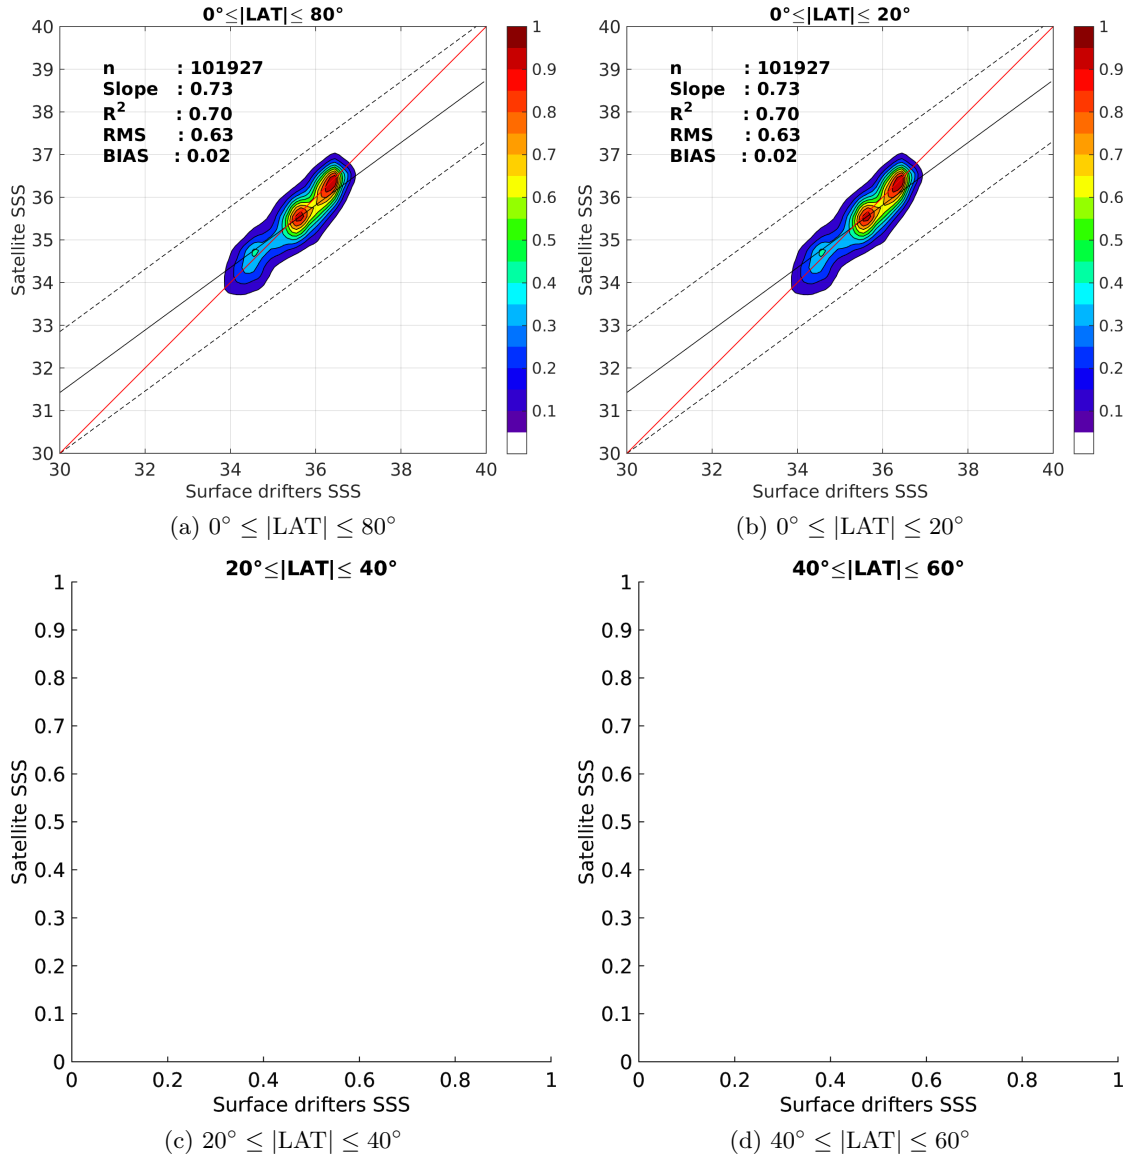 0°≤|LAT|≤ 80°
40
39
38
37
36
35
34
33
32
31
30
Satellite SSS
n : 101927
Slope : 0.73
R2 : 0.70
RMS : 0.63
BIAS : 0.02
30 32 34 36 38 40
Surface drifters SSS
1
0.9
0.8
0.7
0.6
0.5
0.4
0.3
0.2
0.1
(a) 0° ≤ |LAT| ≤ 80°
0°≤|LAT|≤ 20°
40
39
38
37
36
35
34
33
32
31
30
Satellite SSS
n : 101927
Slope : 0.73
R2 : 0.70
RMS : 0.63
BIAS : 0.02
30 32 34 36 38 40
Surface drifters SSS
1
0.9
0.8
0.7
0.6
0.5
0.4
0.3
0.2
0.1
(b) 0° ≤ |LAT| ≤ 20°
20°≤|LAT|≤ 40°
1
0.9
0.8
0.7
0.6
0.5
0.4
0.3
0.2
0.1
0
Satellite SSS
0 0.2 0.4 0.6 0.8 1
Surface drifters SSS
(c) 20° ≤ |LAT| ≤ 40°
40°≤|LAT|≤ 60°
1
0.9
0.8
0.7
0.6
0.5
0.4
0.3
0.2
0.1
0
Satellite SSS
0 0.2 0.4 0.6 0.8 1
Surface drifters SSS
(d) 40° ≤ |LAT| ≤ 60°